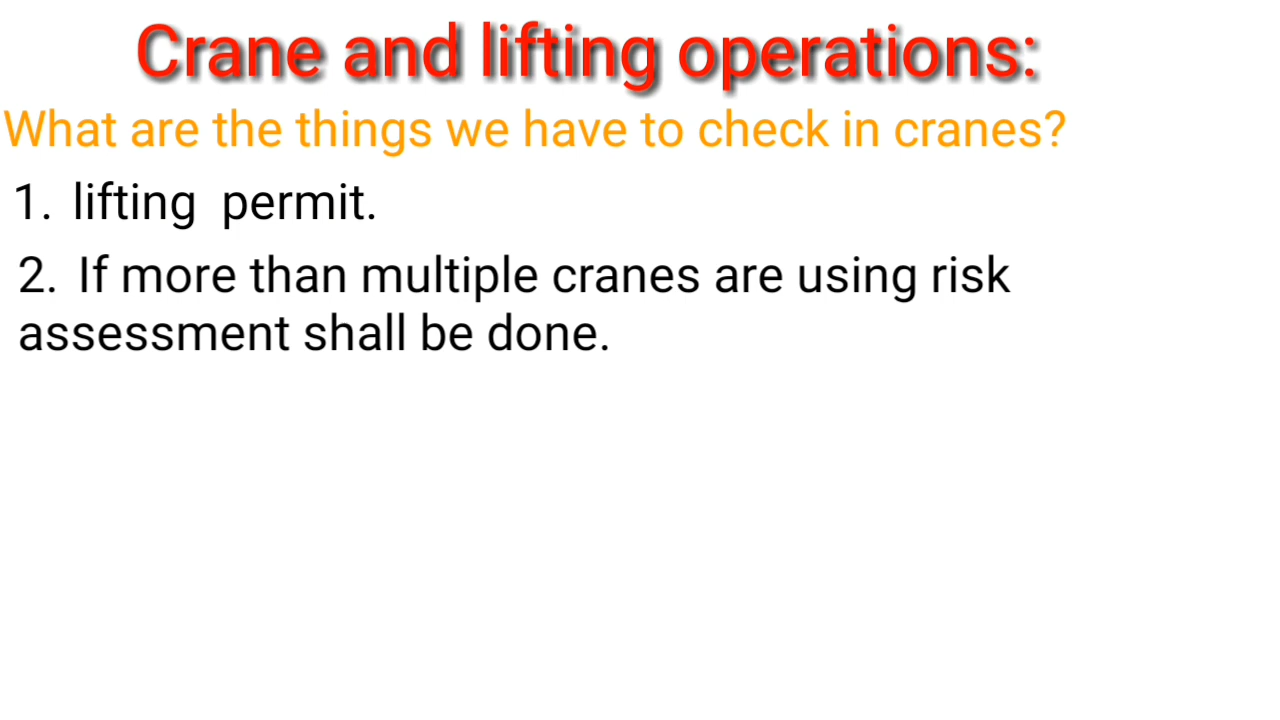 Crane and lifting operations:
What are the things we have to check in cranes?
1. lifting permit.
2. If more than multiple cranes are using risk
assessment shall be done.